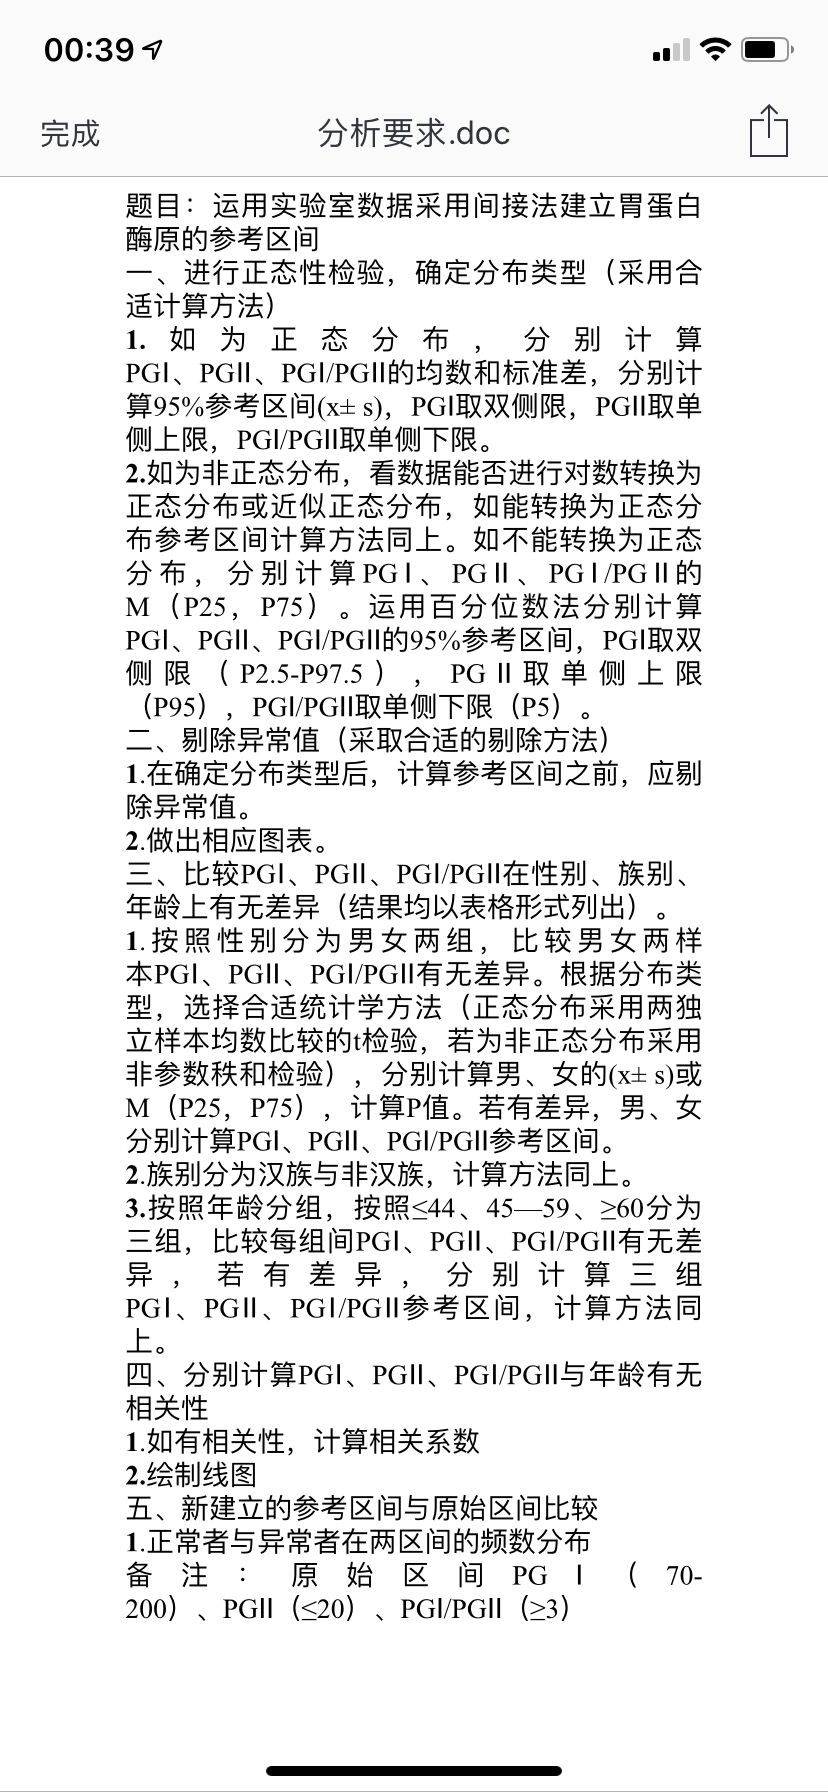 00:39
完成
分析要求.doc
题目：运用实验室数据采用间接法建立胃蛋白
酶原的参考区间
一、进行正态性检验，确定分布类型（采用合
适计算方法）
1. 如为正态分布，分别计算
PGⅠ、PGⅡ、PGⅠ/PGⅡ的均数和标准差，分别计
算95%参考区间(x± s)，PGⅠ取双侧限，PGⅡ取单
侧上限，PGⅠ/PGⅡ取单侧下限。
2.如为非正态分布，看数据能否进行对数转换为
正态分布或近似正态分布，如能转换为正态分
布参考区间计算方法同上。如不能转换为正态
分布，分别计算PGⅠ、PGⅡ、PGⅠ/PGⅡ的
M（P25，P75）。运用百分位数法分别计算
PGⅠ、PGⅡ、PGⅠ/PGⅡ的95%参考区间，PGⅠ取双
侧限（P2.5-P97.5），PGⅡ取单侧上限
（P95），PGⅠ/PGⅡ取单侧下限（P5）。
二、剔除异常值（采取合适的剔除方法）
1.在确定分布类型后，计算参考区间之前，应剔
除异常值。
2.做出相应图表。
三、比较PGⅠ、PGⅡ、PGⅠ/PGⅡ在性别、族别、
年龄上有无差异（结果均以表格形式列出）。
1.按照性别分为男女两组，比较男女两样
本PGⅠ、PGⅡ、PGⅠ/PGⅡ有无差异。根据分布类
型，选择合适统计学方法（正态分布采用两独
立样本均数比较的t检验，若为非正态分布采用
非参数秩和检验），分别计算男、女的(x± s)或
M（P25，P75），计算P值。若有差异，男、女
分别计算PGⅠ、PGⅡ、PGⅠ/PGⅡ参考区间。
2.族别分为汉族与非汉族，计算方法同上。
3.按照年龄分组，按照≤44、45—59、≥60分为
三组，比较每组间PGⅠ、PGⅡ、PGⅠ/PGⅡ有无差
异，若有差异，分别计算三组
PGⅠ、PGⅡ、PGⅠ/PGⅡ参考区间，计算方法同
上。
四、分别计算PGⅠ、PGⅡ、PGⅠ/PGⅡ与年龄有无
相关性
1.如有相关性，计算相关系数
2.绘制线图
五、新建立的参考区间与原始区间比较
1.正常者与异常者在两区间的频数分布
备注：原始区间PGⅠ（70-
200）、PGⅡ（≤20）、PGⅠ/PGⅡ（≥3）